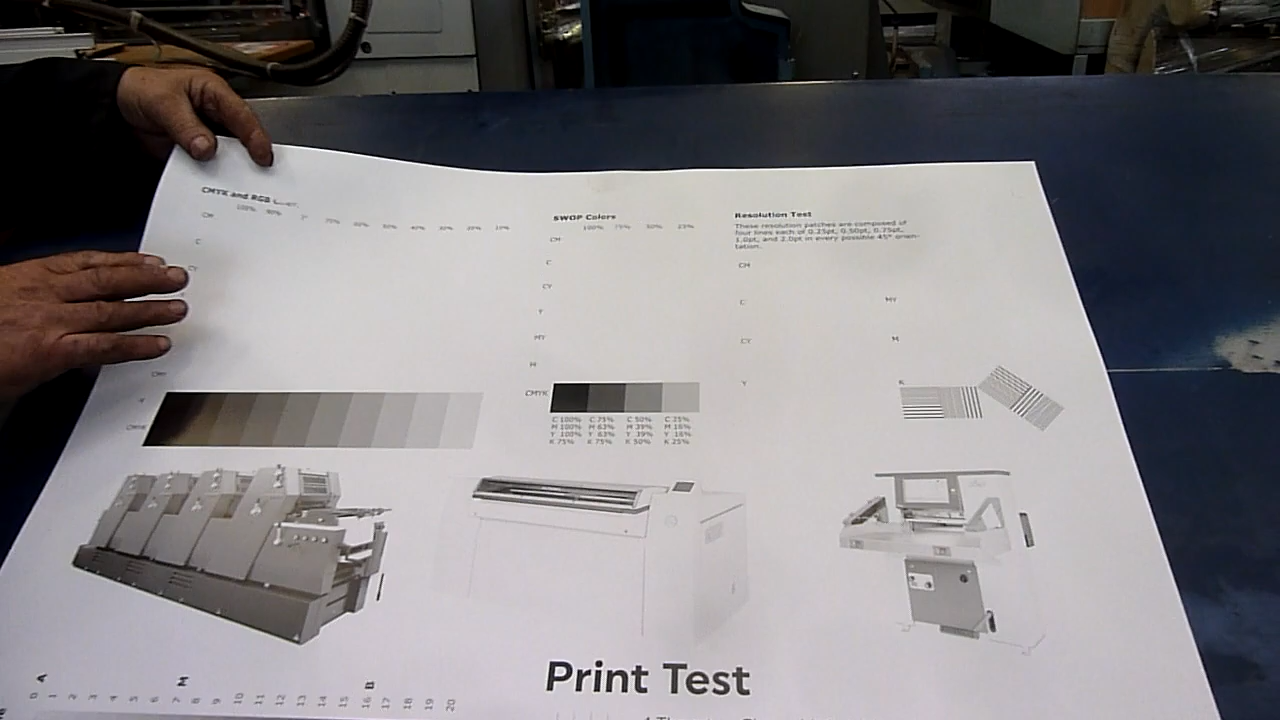 CMYK and RGB
100% 90% 70% 60% 50% 40% 30% 20% 10%
CM
C
CY
CMY
K
CMYK
SWOP Colors
100% 75% 50% 25%
CM
C
CY
Y
MY
M
CMYK
C 100% C 75% C 50% C 25%
M 100% M 63% M 39% M 16%
Y 100% Y 63% Y 39% Y 16%
K 75% K 75% K 50% K 25%
Resolution Test
These resolution patches are composed of
four lines each of 0.25pt, 0.50pt, 0.75pt,
1.0pt, and 2.0pt in every possible 45° orien-
tation.
CM
C
MY
CY
M
Y
K
Print Test
A M B
0 1 2 3 4 5 6 7 8 9 10 11 12 13 14 15 16 17 18 19 20